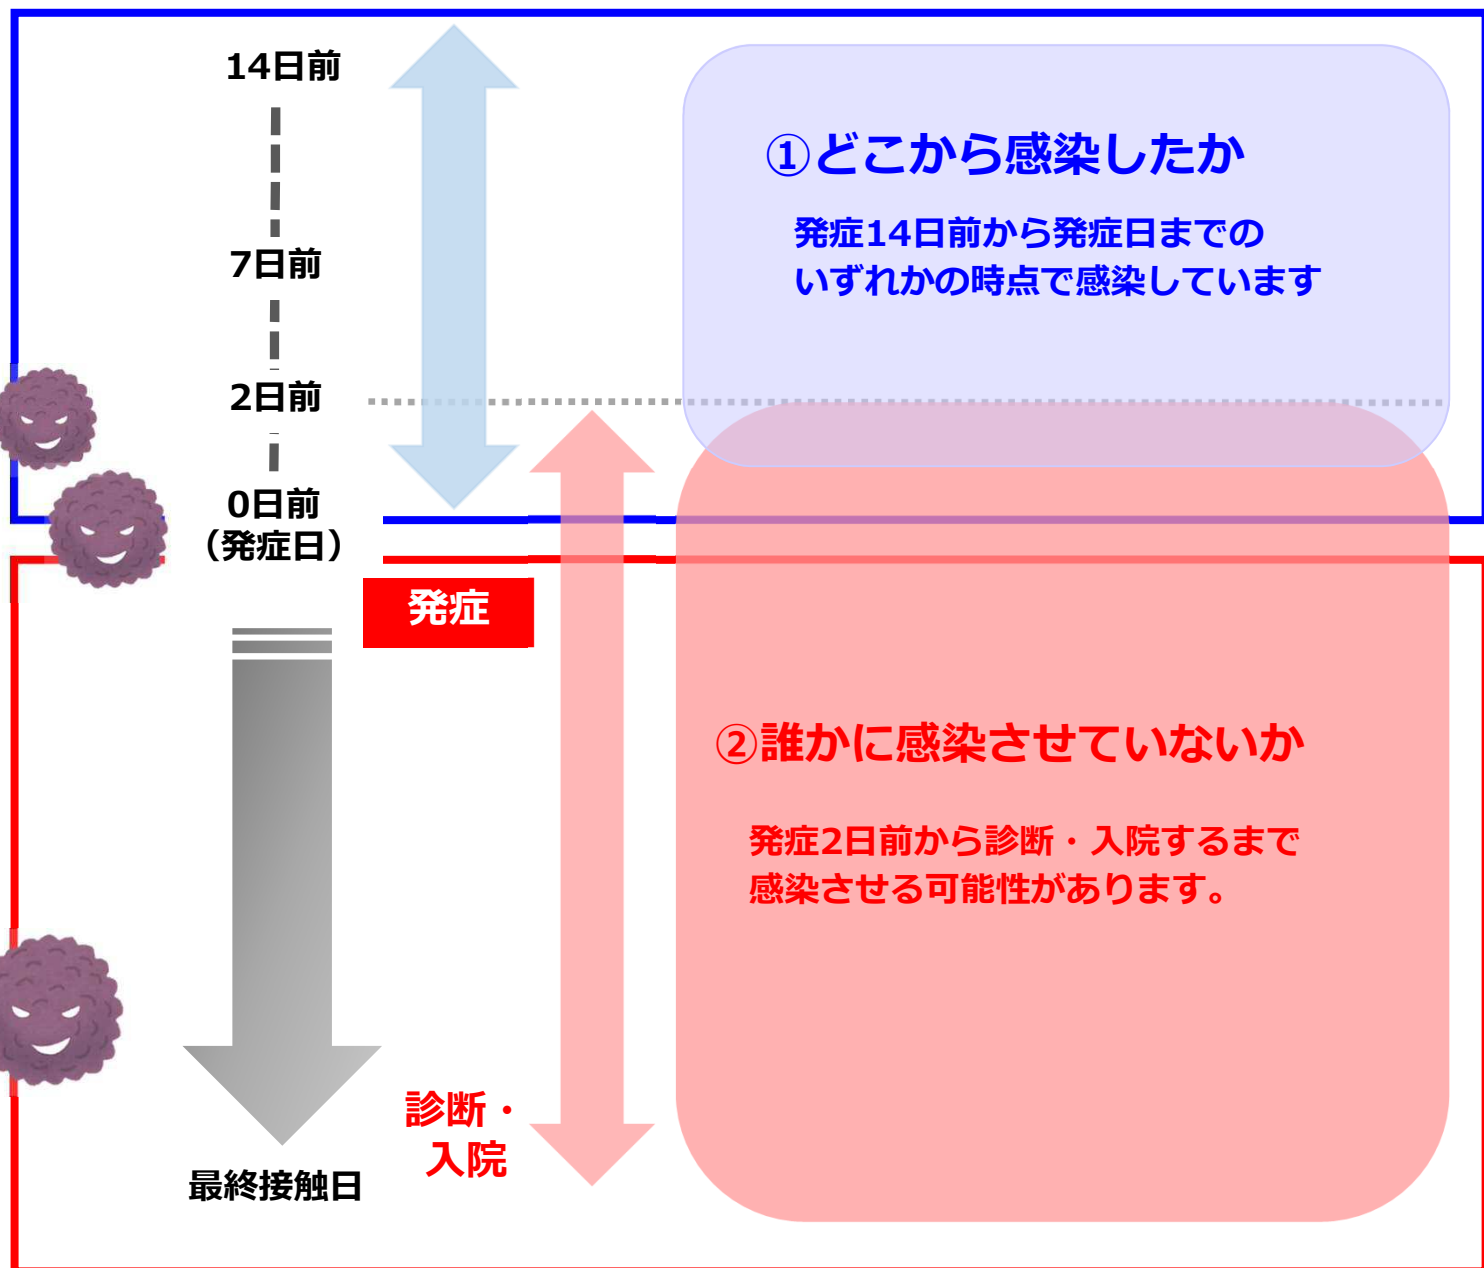 14日前
①どこから感染したか
発症14日前から発症日までの
いずれかの時点で感染しています
7日前
2日前
0日前
（発症日）
発症
②誰かに感染させていないか
発症2日前から診断・入院するまで
感染させる可能性があります。
診断・
入院
最終接触日